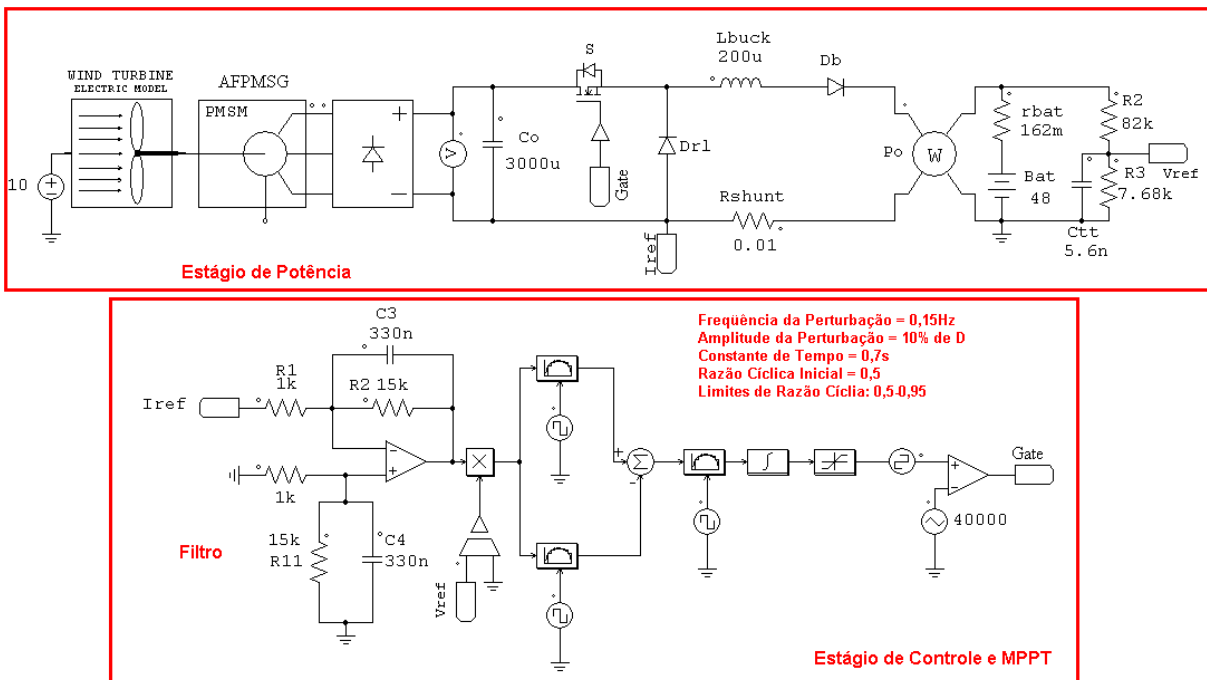 WIND TURBINE
ELECTRIC MODEL
AFPMSG
PMSM
10
+
−
V
Co
3000u
S
Gate
Drl
Lbuck
200u
Db
Rshunt
0.01
Iref
Po
W
rbat
162m
Bat
48
R2
82k
R3
7.68k
Vref
Ctt
5.6n
Estágio de Potência
C3
330n
R1
1k
R2 15k
Iref
1k
15k
R11
C4
330n
Filtro
Vref
Freqüência da Perturbação = 0,15Hz
Amplitude da Perturbação = 10% de D
Constante de Tempo = 0,7s
Razão Cíclica Inicial = 0,5
Limites de Razão Cíclia: 0,5-0,95
+
-
Σ
∫
40000
Gate
Estágio de Controle e MPPT